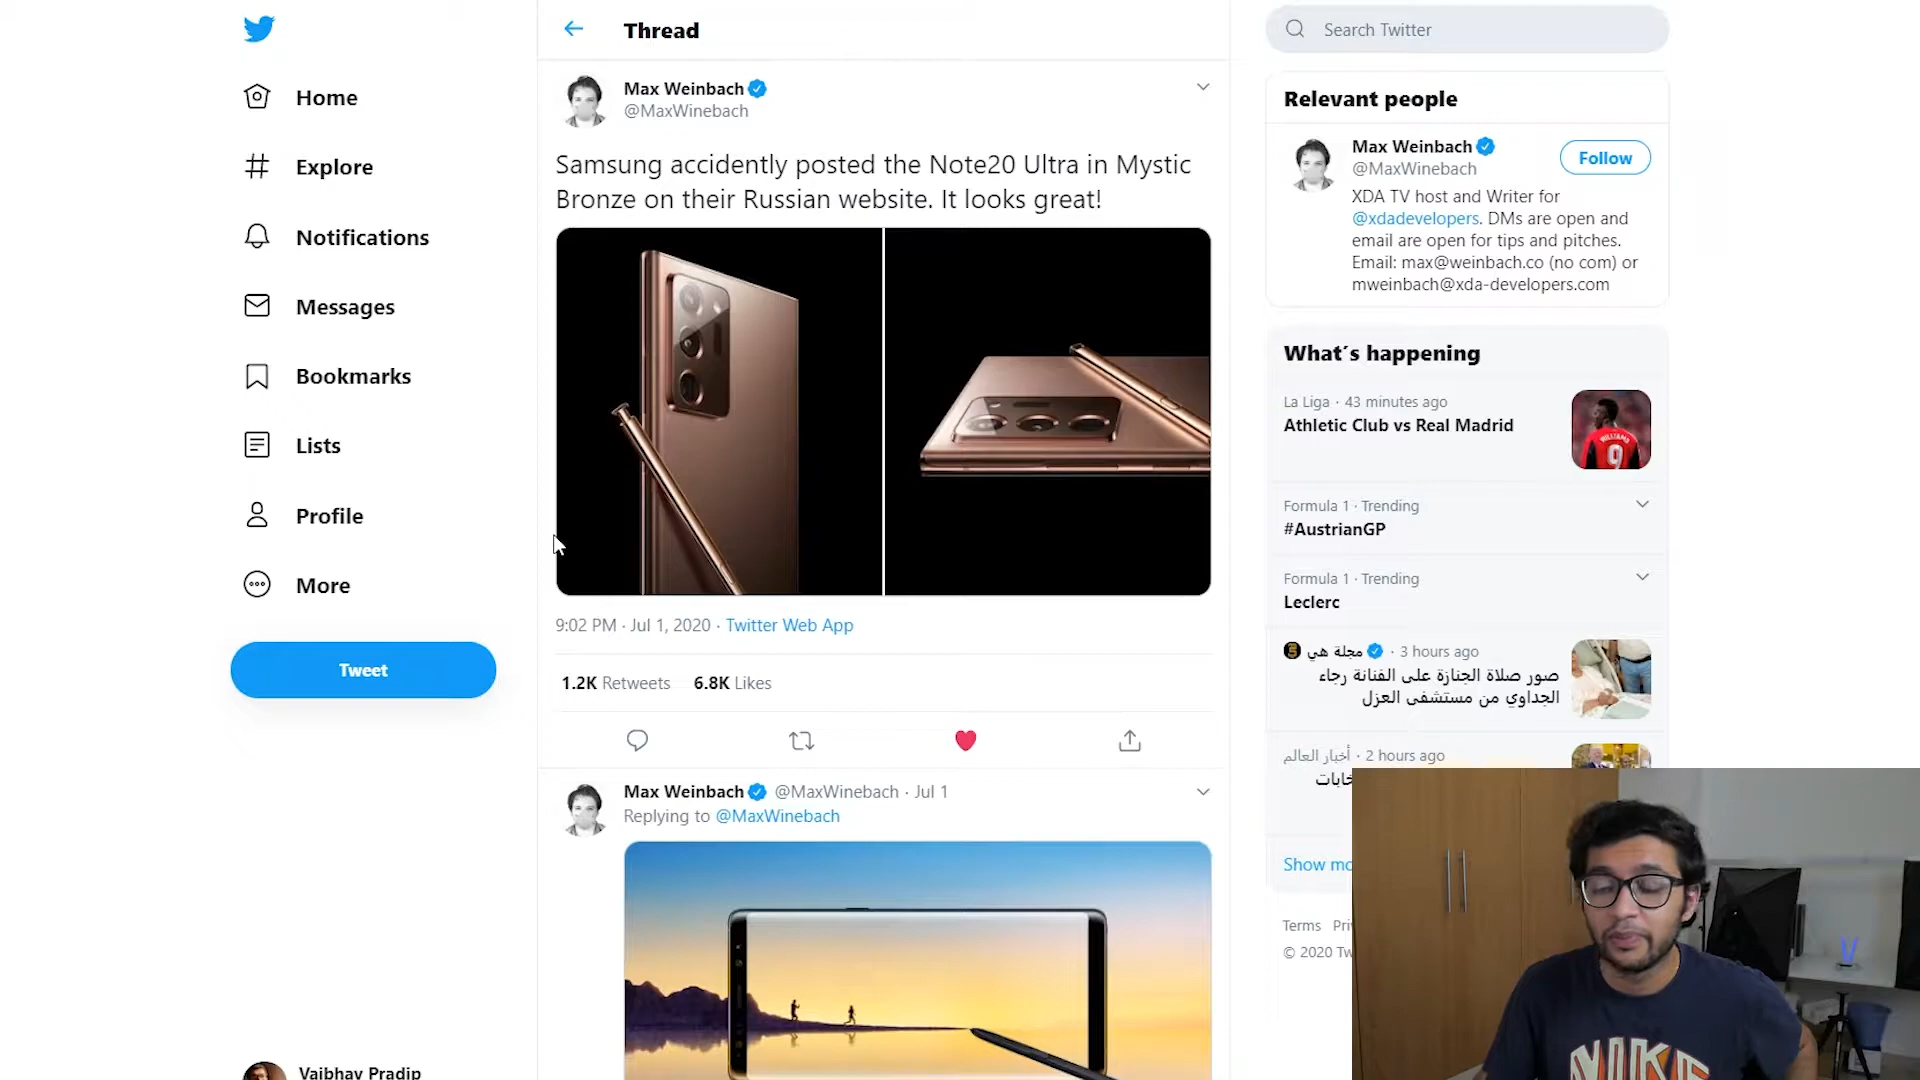 Home
Explore
Notifications
Messages
Bookmarks
Lists
Profile
More
Tweet
Vaibhav Pradip
Thread
Max Weinbach
@MaxWinebach
Samsung accidently posted the Note20 Ultra in Mystic
Bronze on their Russian website. It looks great!
9:02 PM · Jul 1, 2020 · Twitter Web App
1.2K Retweets 6.8K Likes
Max Weinbach @MaxWinebach · Jul 1
Replying to @MaxWinebach
Search Twitter
Relevant people
Max Weinbach
@MaxWinebach
Follow
XDA TV host and Writer for
@xdadevelopers. DMs are open and
email are open for tips and pitches.
Email: max@weinbach.co (no com) or
mweinbach@xda-developers.com
What's happening
La Liga · 43 minutes ago
Athletic Club vs Real Madrid
WILLIAMS
9
Formula 1 · Trending
#AustrianGP
Formula 1 · Trending
Leclerc
مجلة هي · 3 hours ago
صور صلاة الجنازة على الفنانة رجاء
الجداوي من مستشفى العزل
أخبار العالم · 2 hours ago
Show mo
Terms Pri
© 2020 Tw
NIKE